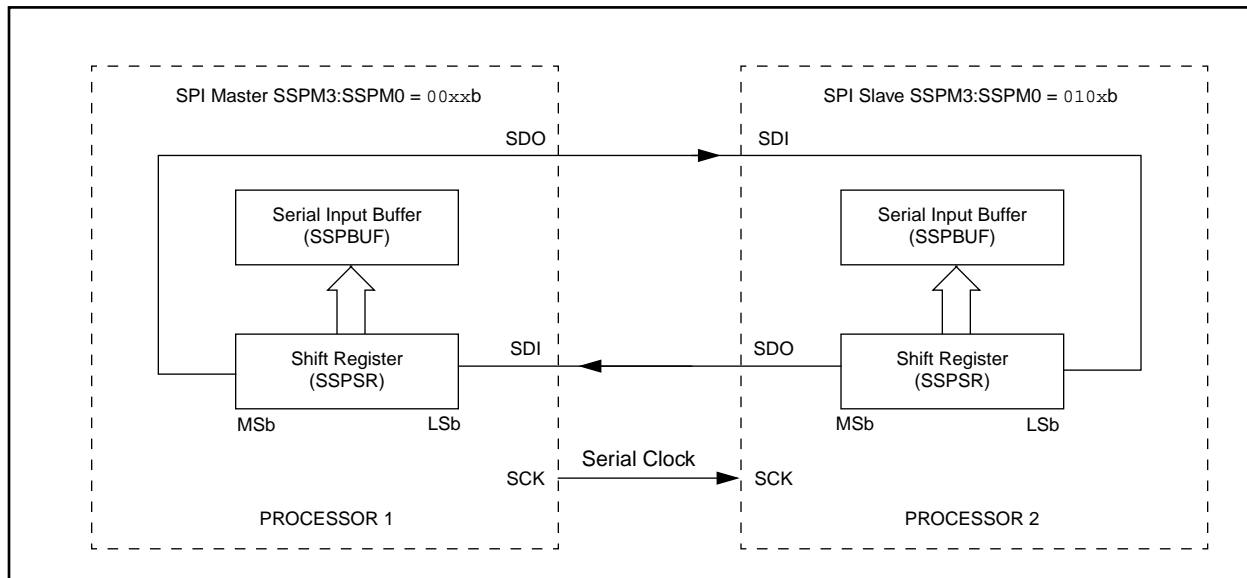 SPI Master SSPM3:SSPM0 = 00xxb
SDO
Serial Input Buffer
(SSPBUF)
Shift Register
(SSPSR)
MSb
LSb
SDI
SCK
PROCESSOR 1
Serial Clock
SPI Slave SSPM3:SSPM0 = 010xb
SDI
Serial Input Buffer
(SSPBUF)
SDO
Shift Register
(SSPSR)
MSb
LSb
SCK
PROCESSOR 2